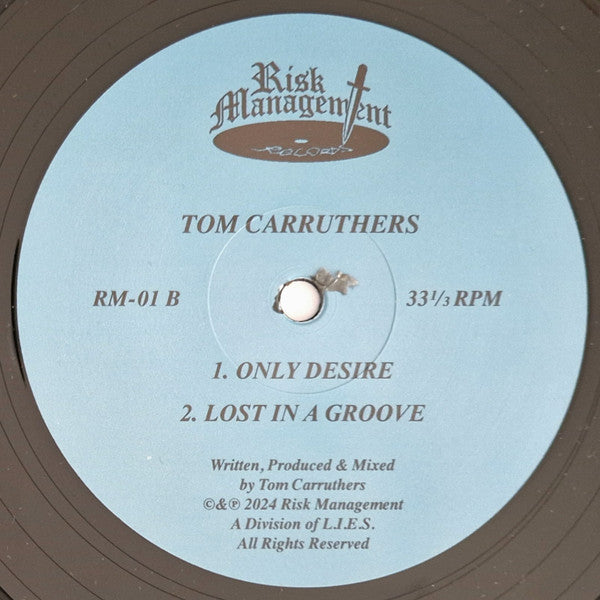 Risk
Management
RECORDS
TOM CARRUTHERS
RM-01 B
33⅓ RPM
1. ONLY DESIRE
2. LOST IN A GROOVE
Written, Produced & Mixed
by Tom Carruthers
©&℗ 2024 Risk Management
A Division of L.I.E.S.
All Rights Reserved